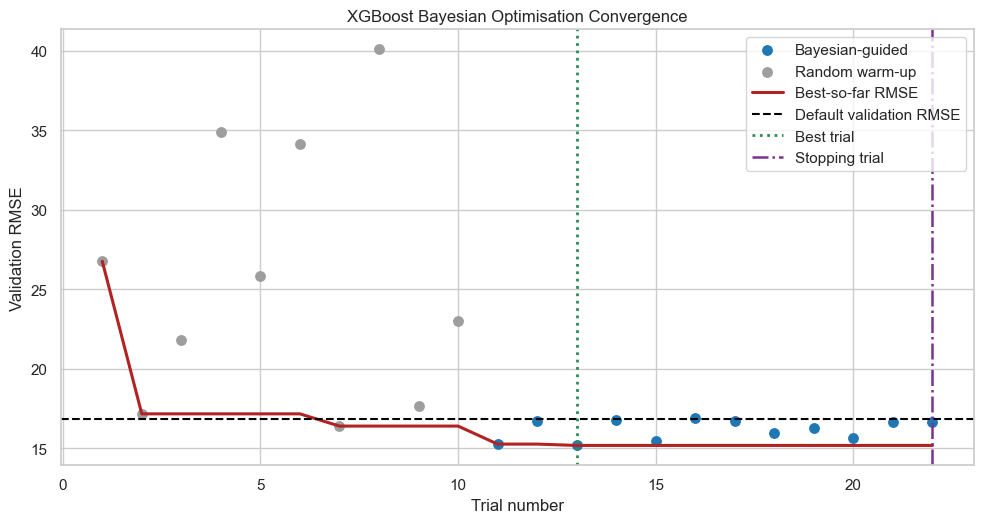 XGBoost Bayesian Optimisation Convergence
Validation RMSE
40
35
30
25
20
15
0
5
10
15
20
Trial number
Bayesian-guided
Random warm-up
Best-so-far RMSE
Default validation RMSE
Best trial
Stopping trial